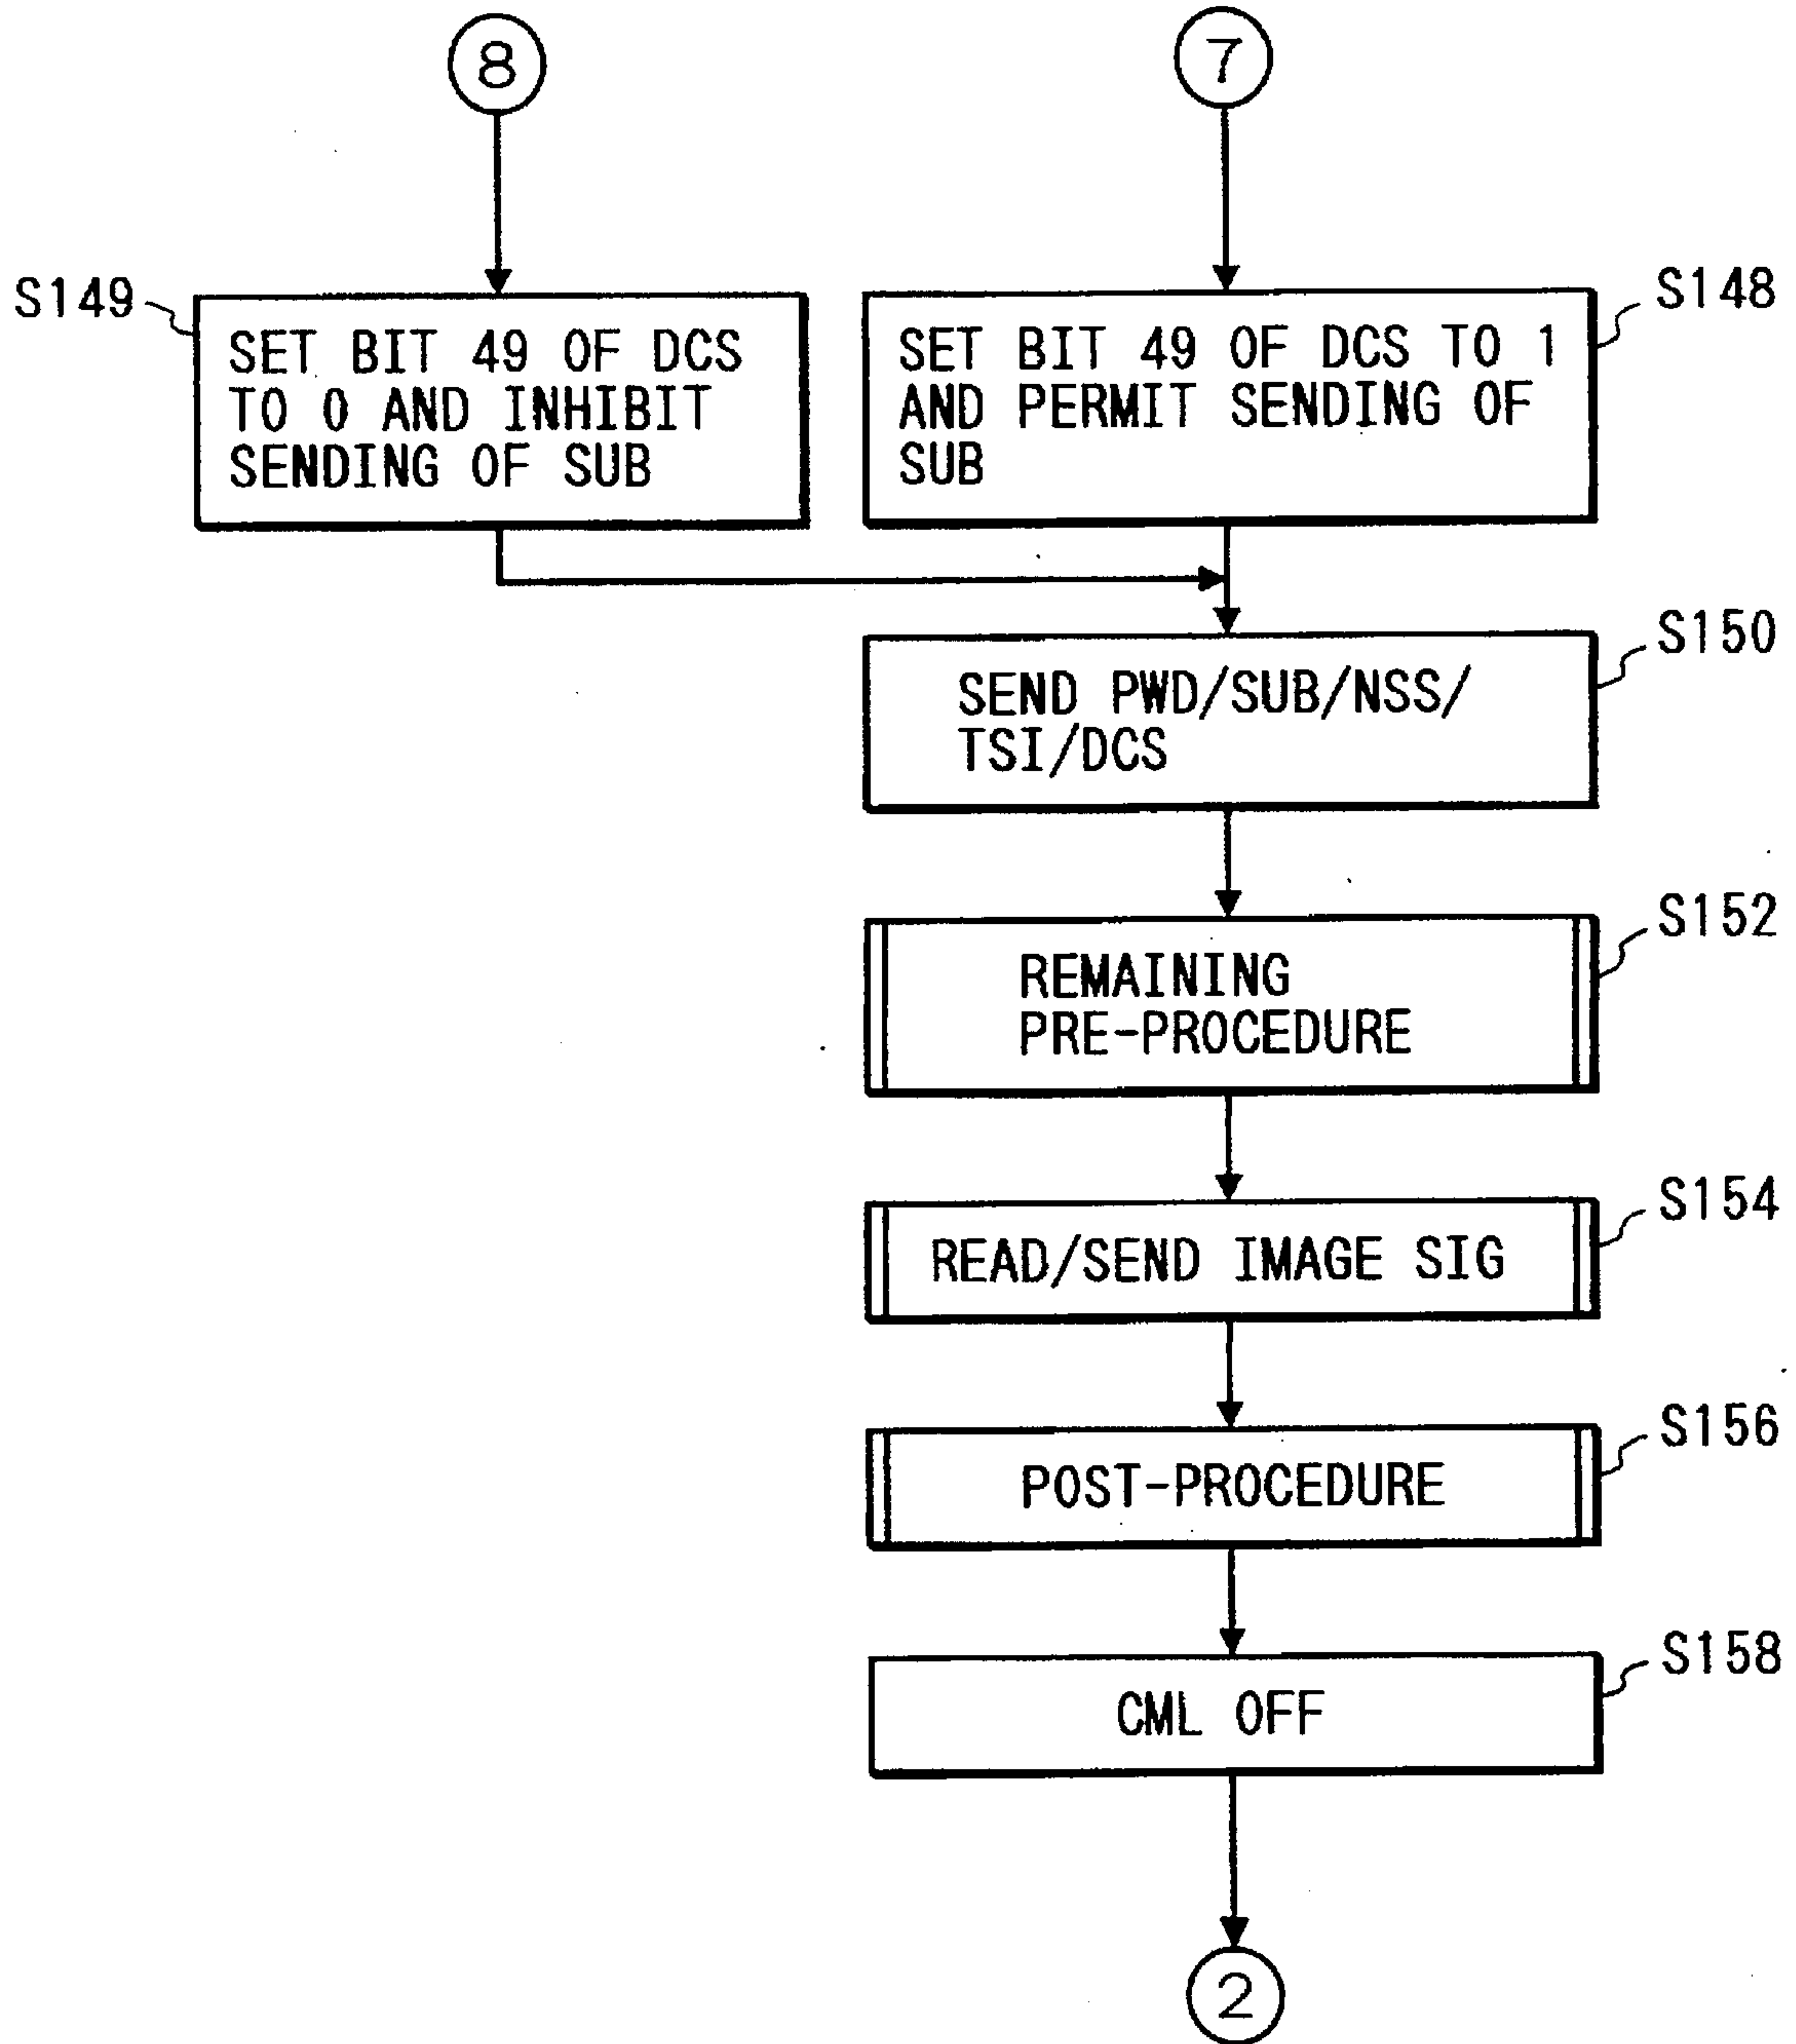 8
7
S149
SET BIT 49 OF DCS
TO 0 AND INHIBIT
SENDING OF SUB
S148
SET BIT 49 OF DCS TO 1
AND PERMIT SENDING OF
SUB
S150
SEND PWD/SUB/NSS/
TSI/DCS
S152
REMAINING
PRE-PROCEDURE
S154
READ/SEND IMAGE SIG
S156
POST-PROCEDURE
S158
CML OFF
2